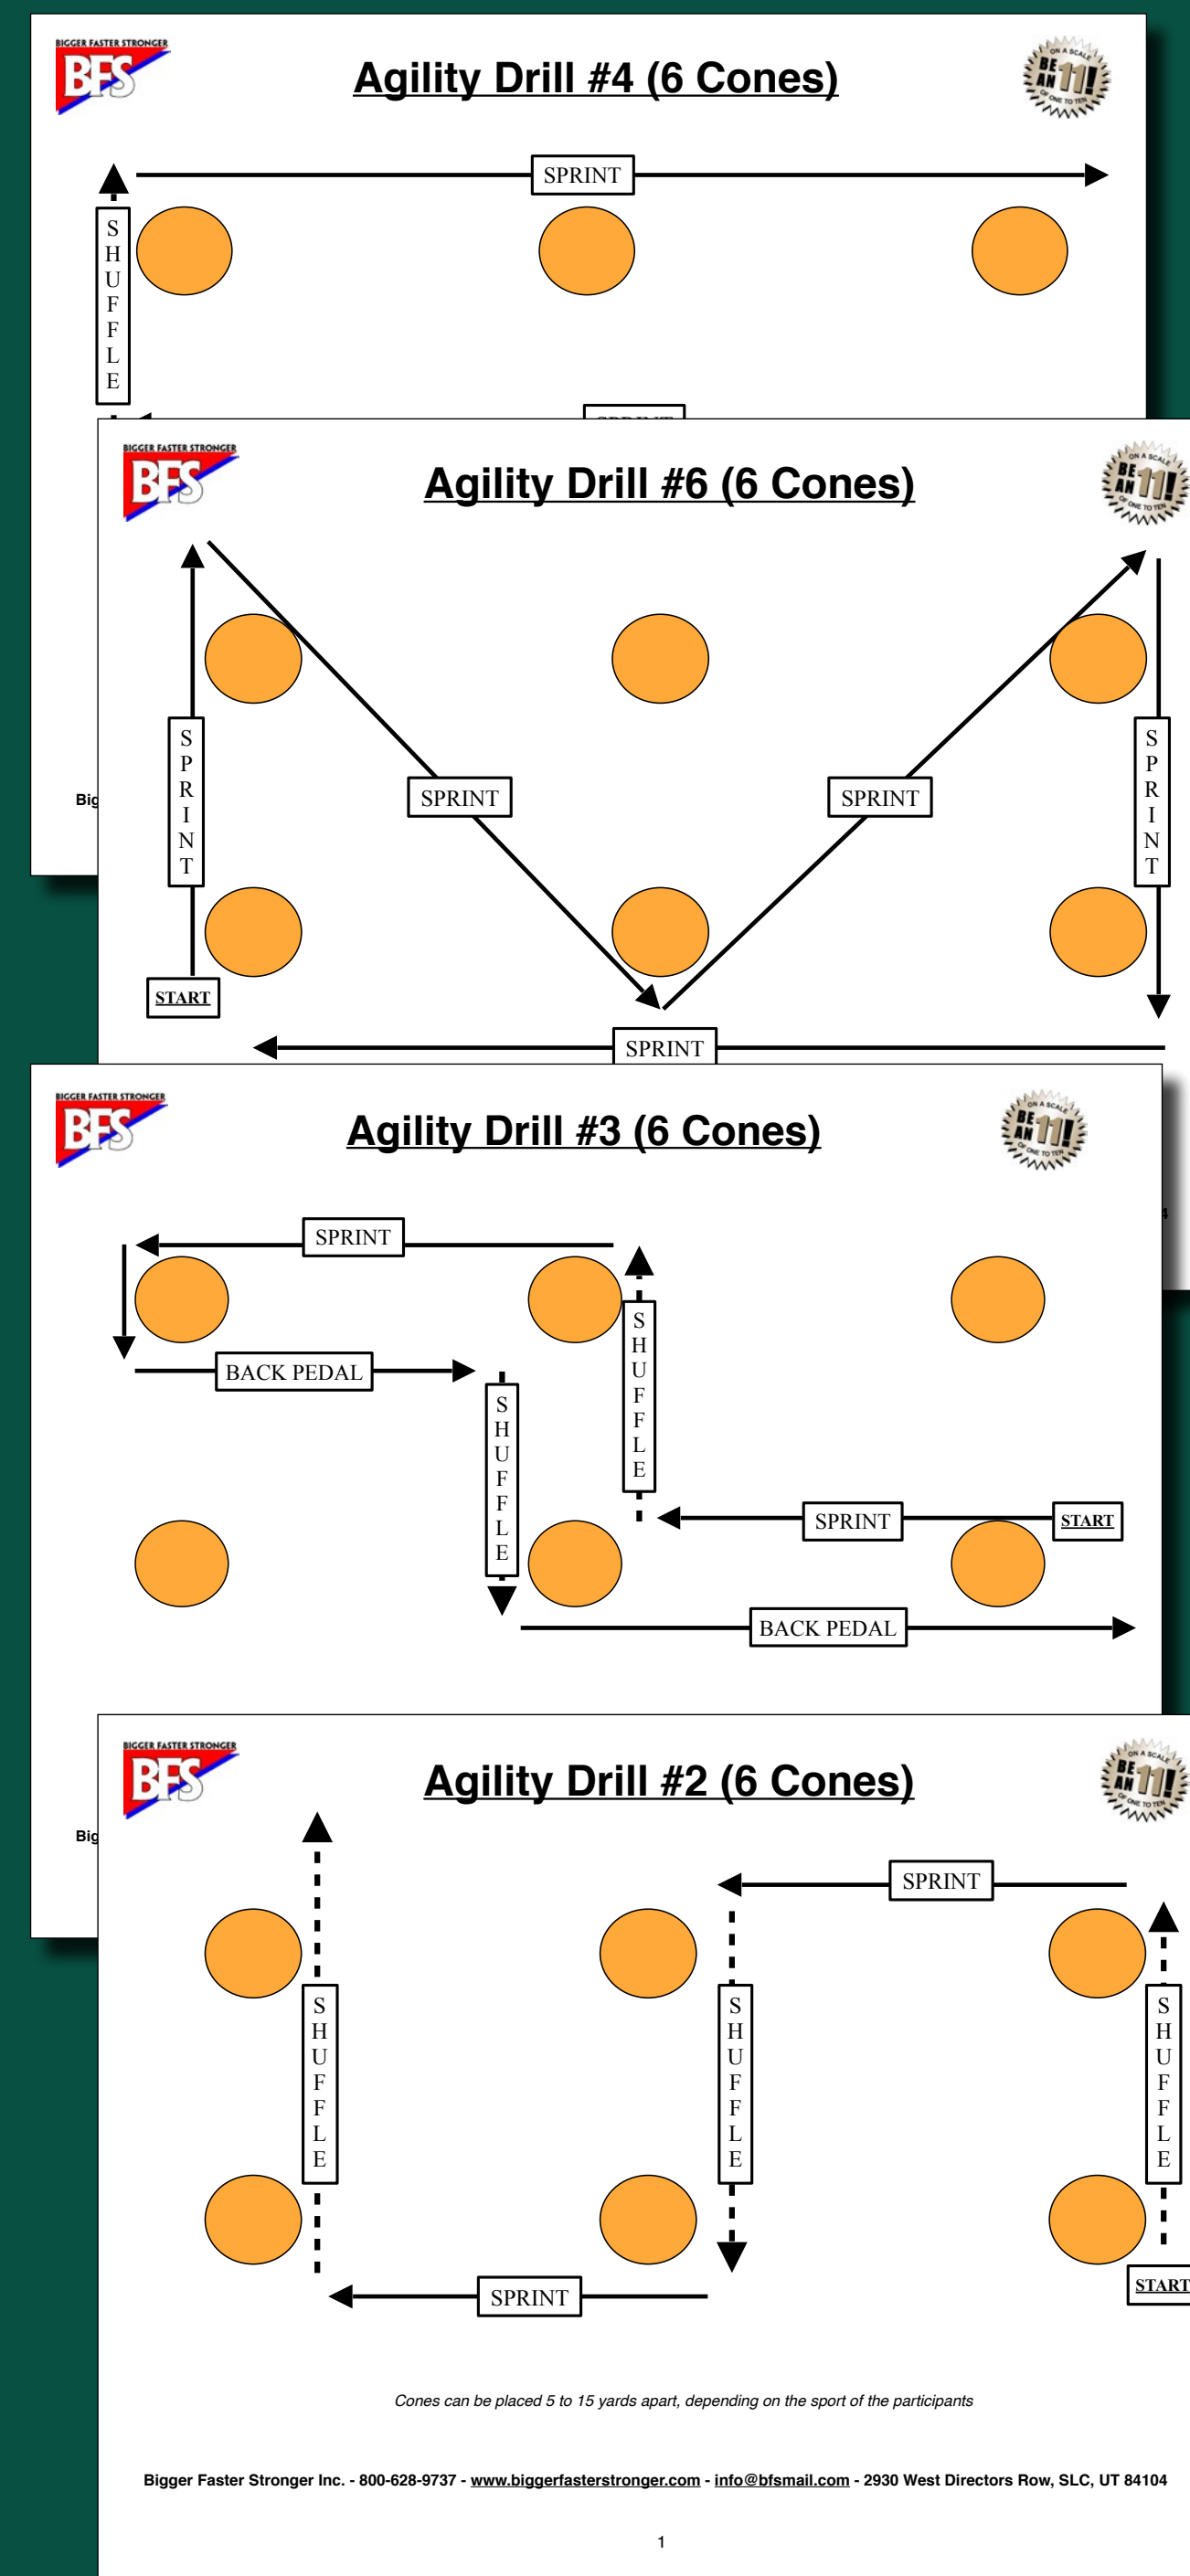 BIGGER FASTER STRONGER
BFS
Agility Drill #4 (6 Cones)
ON A SCALE
BE AN 11!
OF ONE TO TEN
SPRINT
SHUFFLE
SPRINT
Big
BIGGER FASTER STRONGER
BFS
Agility Drill #6 (6 Cones)
ON A SCALE
BE AN 11!
OF ONE TO TEN
SPRINT
SPRINT
SPRINT
SPRINT
START
SPRINT
4
BIGGER FASTER STRONGER
BFS
Agility Drill #3 (6 Cones)
ON A SCALE
BE AN 11!
OF ONE TO TEN
SPRINT
SHUFFLE
BACK PEDAL
SHUFFLE
SPRINT
START
BACK PEDAL
Big
BIGGER FASTER STRONGER
BFS
Agility Drill #2 (6 Cones)
ON A SCALE
BE AN 11!
OF ONE TO TEN
SPRINT
SHUFFLE
SHUFFLE
SHUFFLE
START
SPRINT
Cones can be placed 5 to 15 yards apart, depending on the sport of the participants
Bigger Faster Stronger Inc. - 800-628-9737 - www.biggerfasterstronger.com - info@bfsmail.com - 2930 West Directors Row, SLC, UT 84104
1